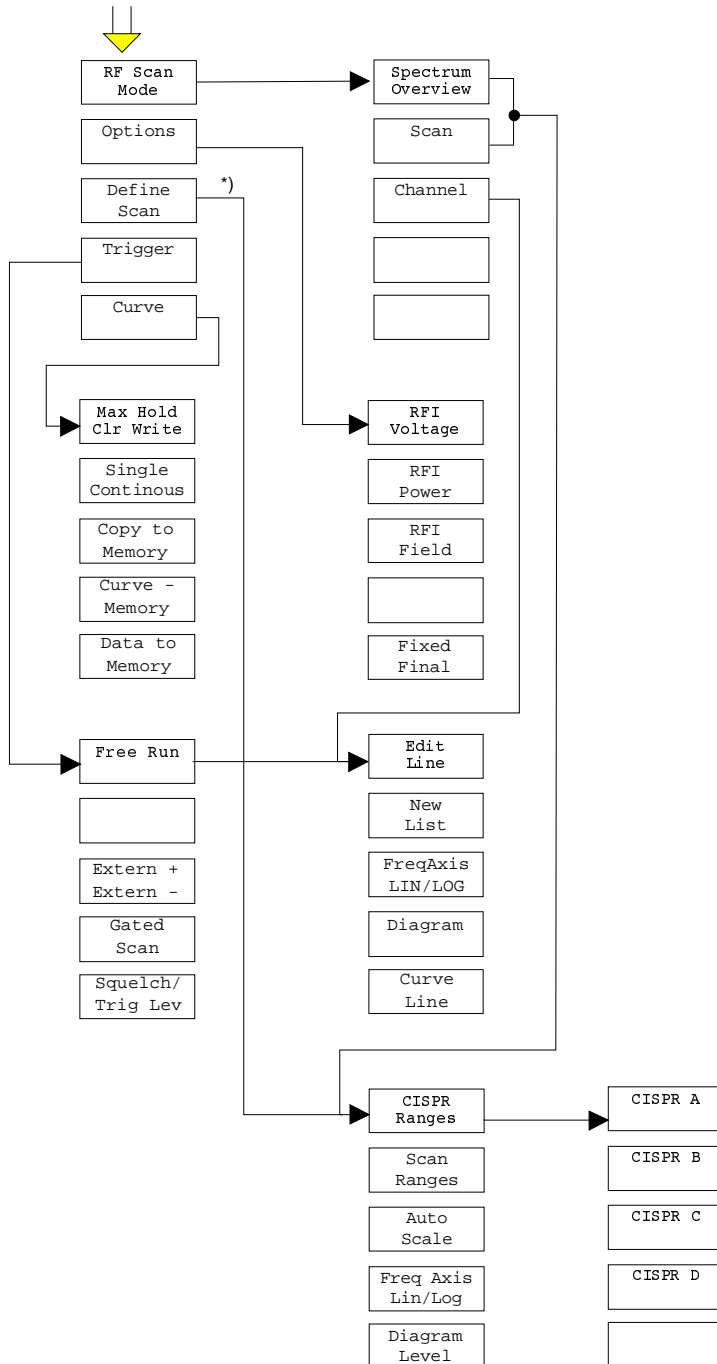 RF Scan
Mode
Options
Define
Scan
*)
Trigger
Curve
Spectrum
Overview
Scan
Channel
Max Hold
Clr Write
Single
Continous
Copy to
Memory
Curve -
Memory
Data to
Memory
RFI
Voltage
RFI
Power
RFI
Field
Fixed
Final
Free Run
Extern +
Extern -
Gated
Scan
Squelch/
Trig Lev
Edit
Line
New
List
FreqAxis
LIN/LOG
Diagram
Curve
Line
CISPR
Ranges
Scan
Ranges
Auto
Scale
Freq Axis
Lin/Log
Diagram
Level
CISPR A
CISPR B
CISPR C
CISPR D